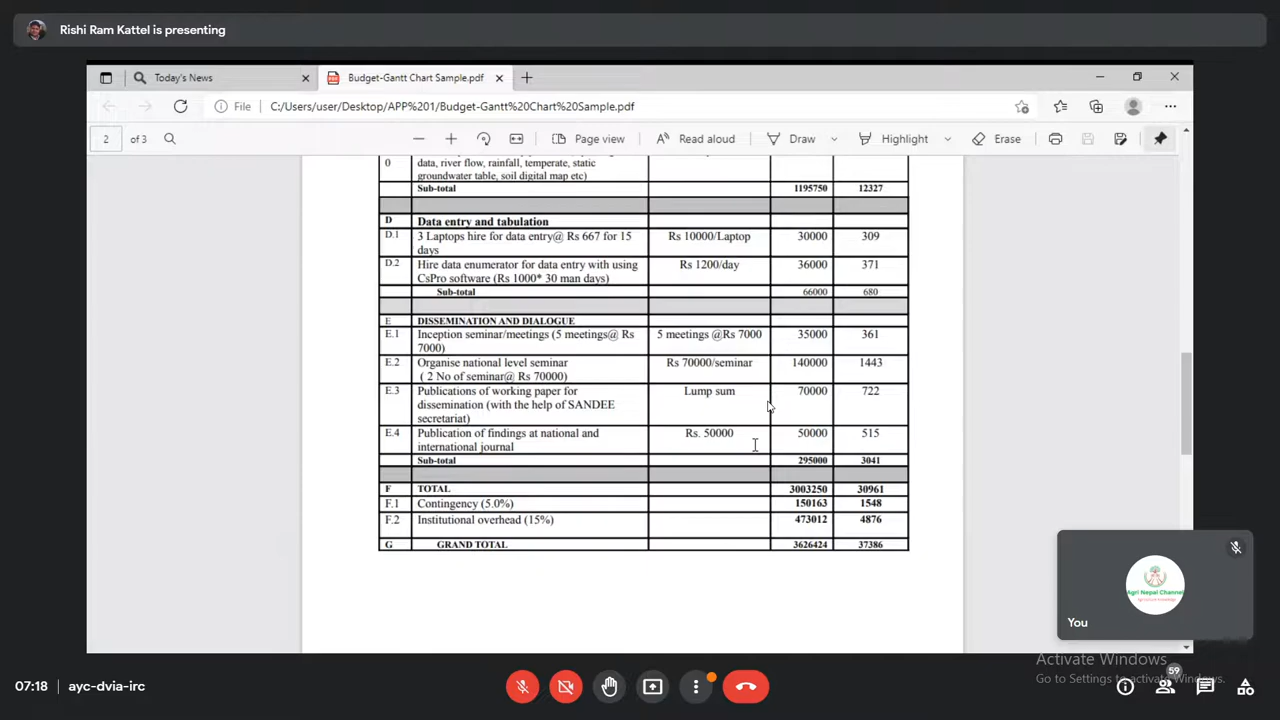 Rishi Ram Kattel is presenting
Today's News
Budget-Gantt Chart Sample.pdf
File C:/Users/user/Desktop/APP%201/Budget-Gantt%20Chart%20Sample.pdf
2 of 3 Page view Read aloud Draw Highlight Erase
0 data, river flow, rainfall, temperate, static
groundwater table, soil digital map etc)
Sub-total 1195750 12327
D Data entry and tabulation
D.1 3 Laptops hire for data entry@ Rs 667 for 15 Rs 10000/Laptop 30000 309
days
D.2 Hire data enumerator for data entry with using Rs 1200/day 36000 371
CsPro software (Rs 1000* 30 man days)
Sub-total 66000 680
E DISSEMINATION AND DIALOGUE
E.1 Inception seminar/meetings (5 meetings@ Rs 5 meetings @Rs 7000 35000 361
7000)
E.2 Organise national level seminar Rs 70000/seminar 140000 1443
( 2 No of seminar@ Rs 70000)
E.3 Publications of working paper for Lump sum 70000 722
dissemination (with the help of SANDEE
secretariat)
E.4 Publication of findings at national and Rs. 50000 50000 515
international journal
Sub-total 295000 3041
F TOTAL 3003250 30961
F.1 Contingency (5.0%) 150163 1548
F.2 Institutional overhead (15%) 473012 4876
G GRAND TOTAL 3626424 37386
Agri Nepal Channel
You
Activate Windows
Go to Settings to activate Windows.
07:18 ayc-dvia-irc
59